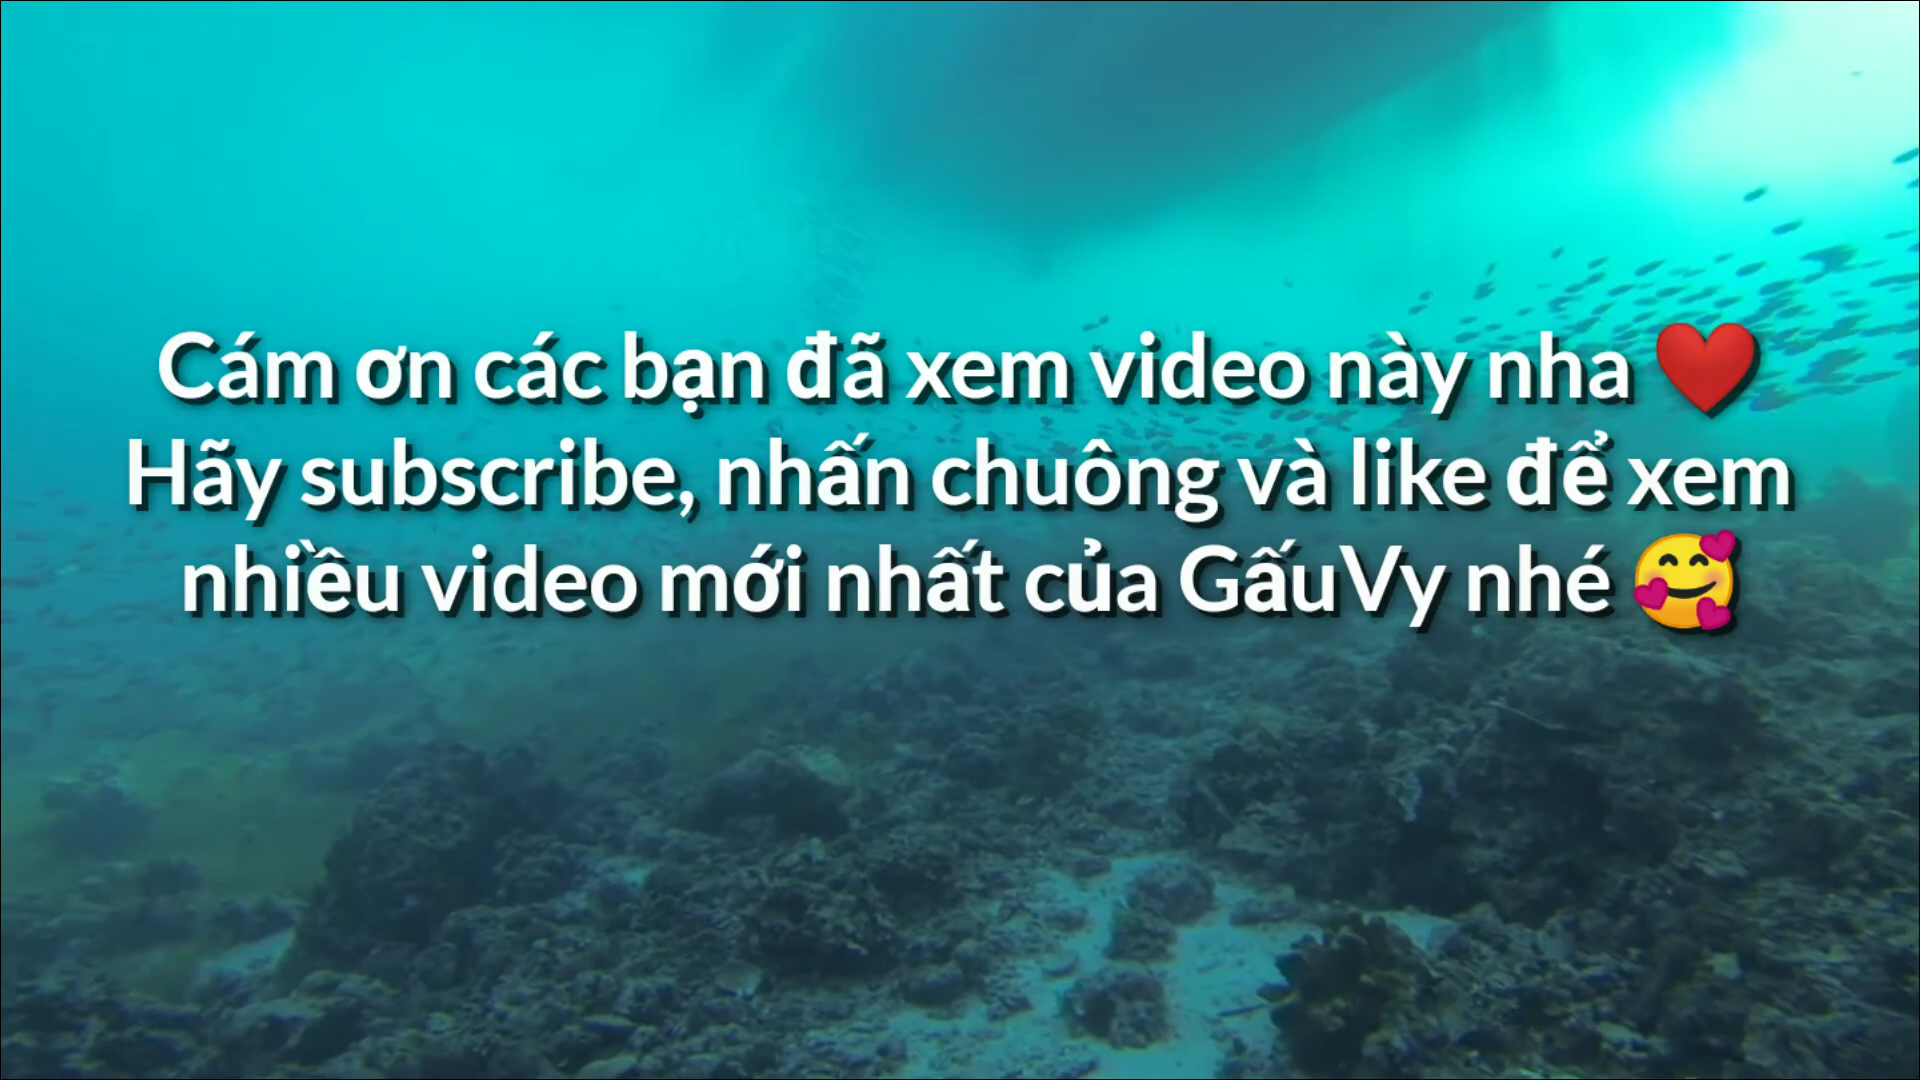 Cám ơn các bạn đã xem video này nha ❤️
Hãy subscribe, nhấn chuông và like để xem
nhiều video mới nhất của GấuVy nhé 🥰